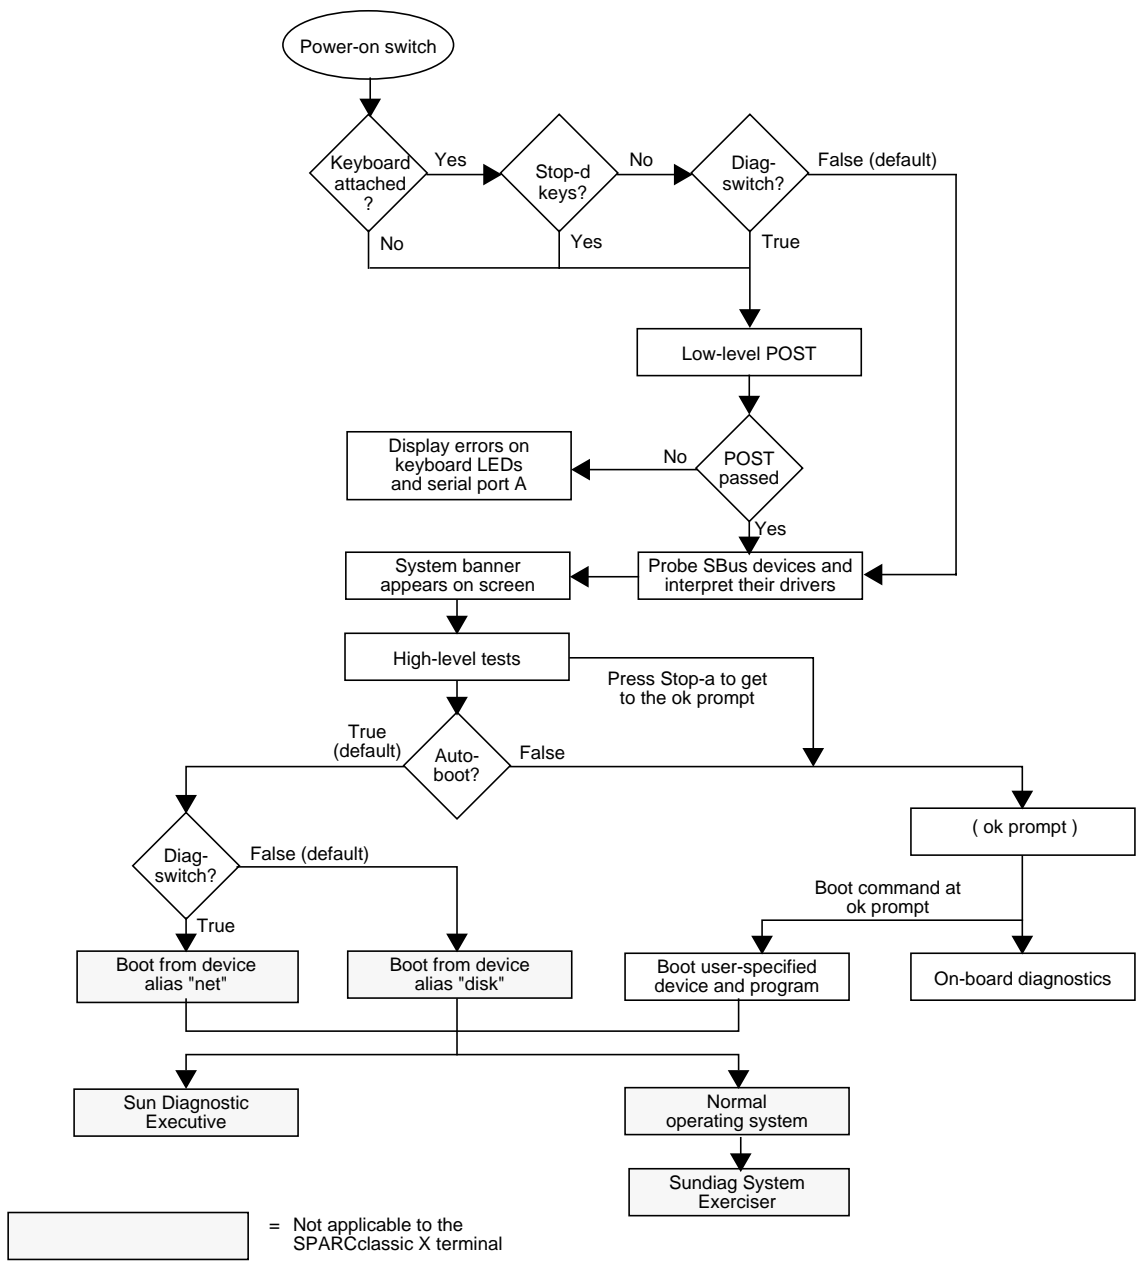 Power-on switch
Keyboard
attached
?
Yes
Stop-d
keys?
No
Diag-
switch?
False (default)
No
Yes
True
Low-level POST
Display errors on
keyboard LEDs
and serial port A
No
POST
passed
Yes
System banner
appears on screen
Probe SBus devices and
interpret their drivers
High-level tests
Press Stop-a to get
to the ok prompt
True
(default)
Auto-
boot?
False
( ok prompt )
Diag-
switch?
False (default)
True
Boot command at
ok prompt
Boot from device
alias "net"
Boot from device
alias "disk"
Boot user-specified
device and program
On-board diagnostics
Sun Diagnostic
Executive
Normal
operating system
Sundiag System
Exerciser
= Not applicable to the
SPARCclassic X terminal